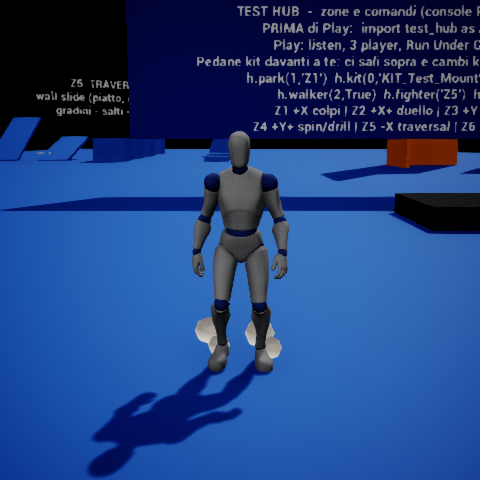 TEST HUB - zone e comandi (console
PRIMA di Play: import test_hub as
Play: listen, 3 player, Run Under
Pedane kit davanti a te: ci sali sopra e cambi k
h.park(1,'Z1') h.kit(0,'KIT_Test_Mount'
h.walker(2,True) h.fighter('Z5')
Z1 +X colpi | Z2 +X+ duello | Z3 +Y
Z4 +Y+ spin/drill | Z5 -X traversal | Z6
Z5 TRAVER
wall slide (piatto,
gradini - salti -